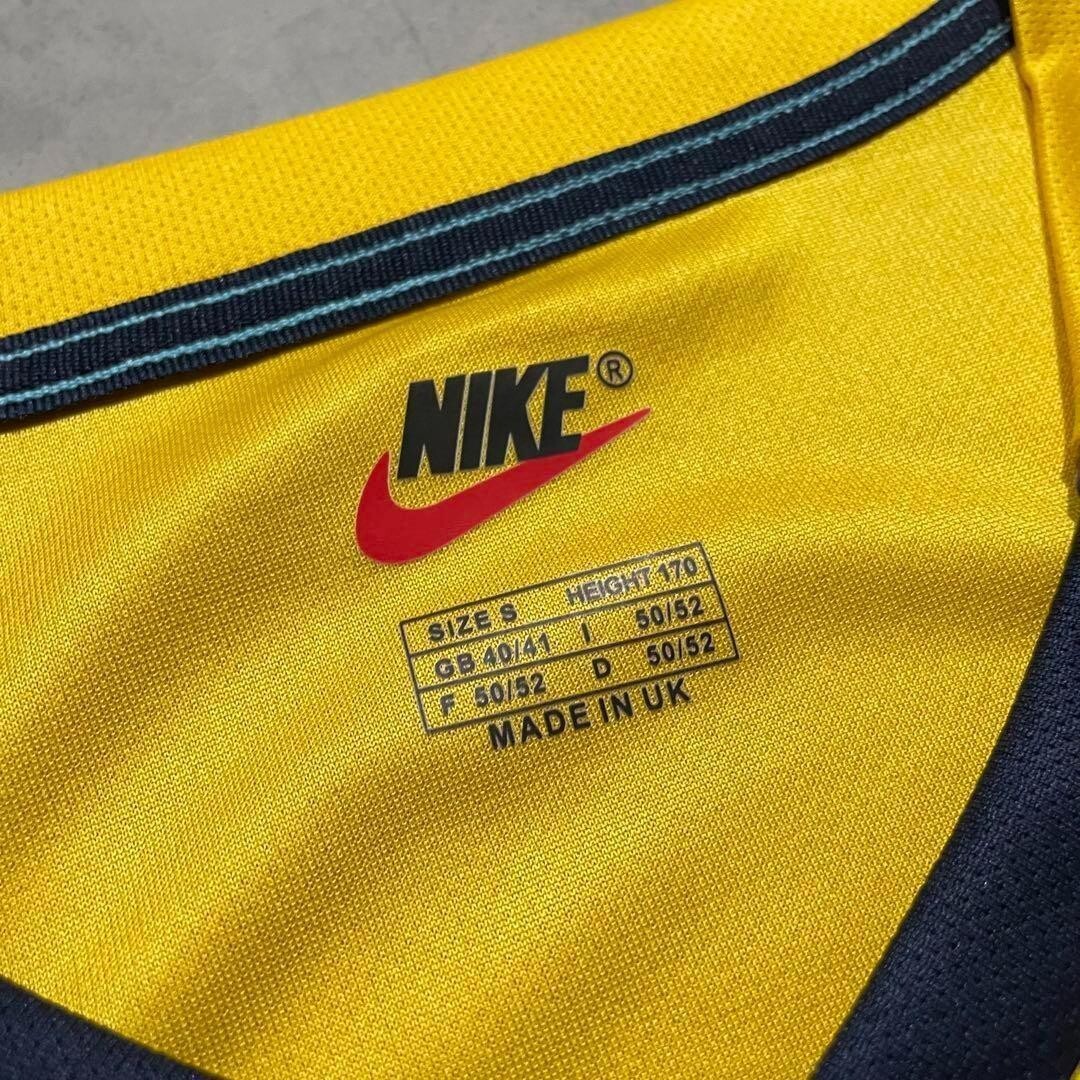 NIKE®
SIZE S HEIGHT 170
GB 40/41 I 50/52
F 50/52 D 50/52
MADE IN UK